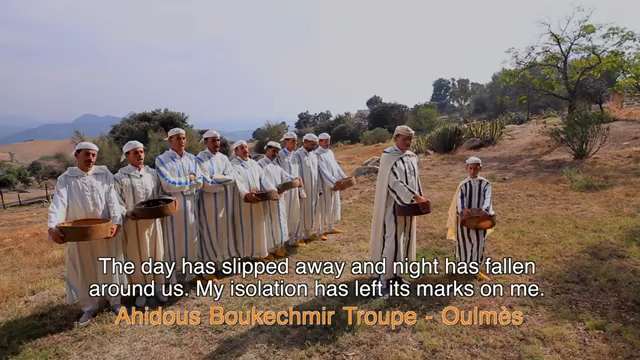 The day has slipped away and night has fallen
around us. My isolation has left its marks on me.
Ahidous Boukechmir Troupe - Oulmès